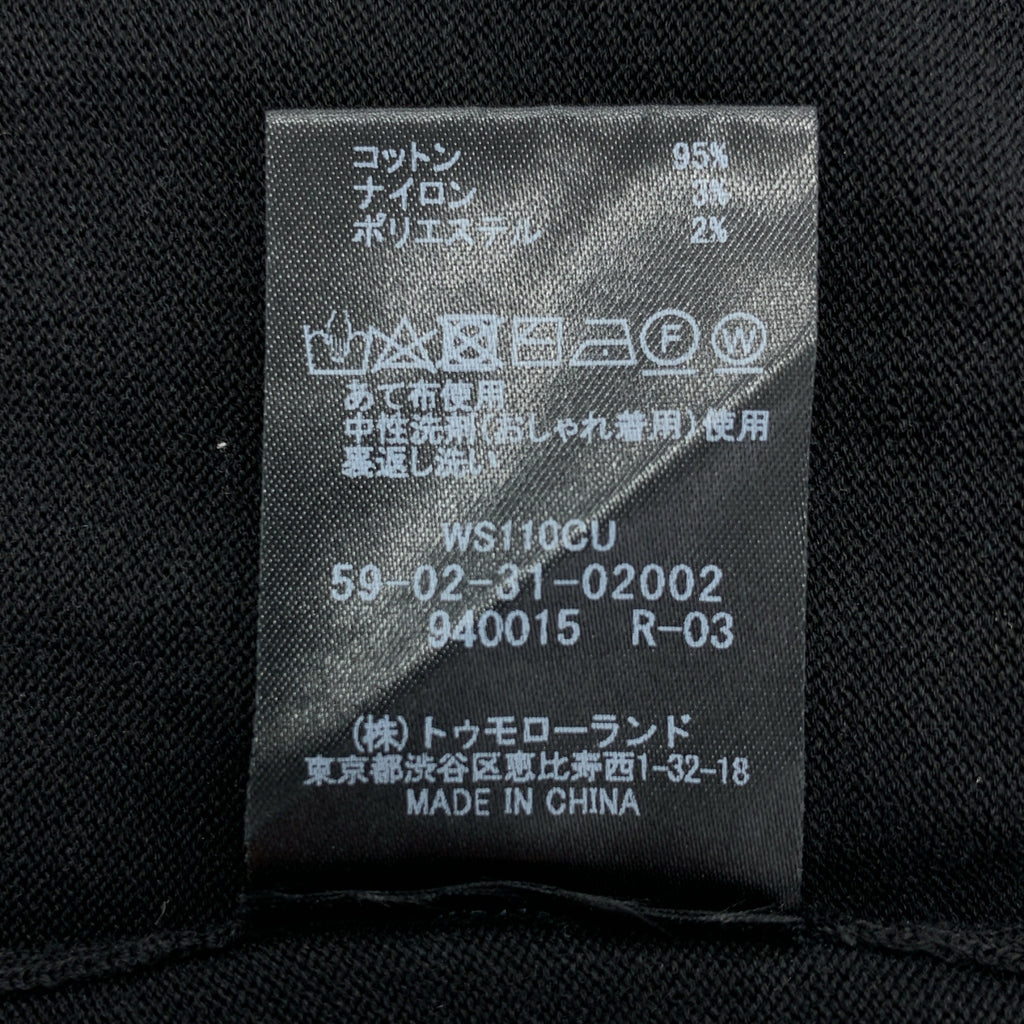 コットン 95%
ナイロン 3%
ポリエステル 2%
F W
あて布使用
中性洗剤(おしゃれ着用)使用
裏返し洗い
WS110CU
59-02-31-02002
940015 R-03
(株)トゥモローランド
東京都渋谷区恵比寿西1-32-18
MADE IN CHINA